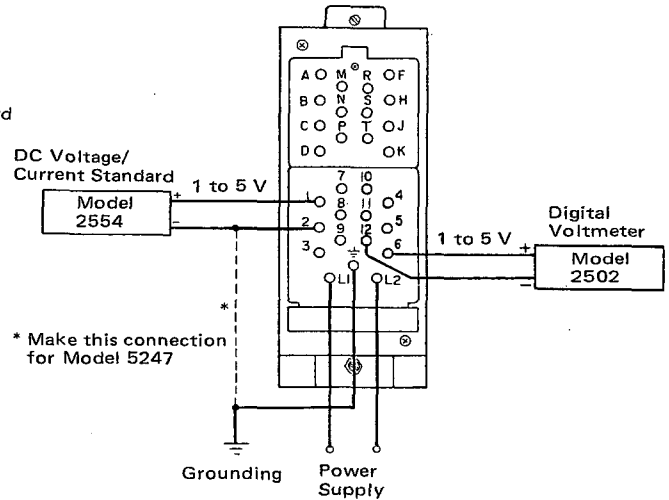 A M R F
B N S H
C P T J
D K
rd
DC Voltage/
Current Standard
+ 1 to 5 V
Model
2554
−
7 10
1 8 11 4
2 9 12 5
3 6
1 to 5 V
Digital
Voltmeter
+
Model
2502
−
L1 L2
*
* Make this connection
for Model 5247
Grounding
Power
Supply